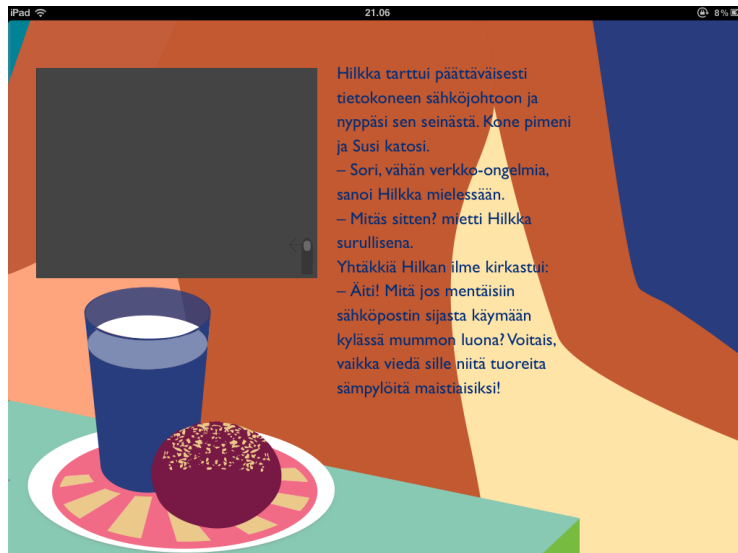 iPad 21.06 8%
Hilkka tarttui päättäväisesti
tietokoneen sähköjohtoon ja
nyppäsi sen seinästä. Kone pimeni
ja Susi katosi.
– Sori, vähän verkko-ongelmia,
sanoi Hilkka mielessään.
– Mitäs sitten? mietti Hilkka
surullisena.
Yhtäkkiä Hilkan ilme kirkastui:
– Äiti! Mitä jos mentäisiin
sähköpostin sijasta käymään
kylässä mummon luona? Voitais,
vaikka viedä sille niitä tuoreita
sämpylöitä maistiaisiksi!